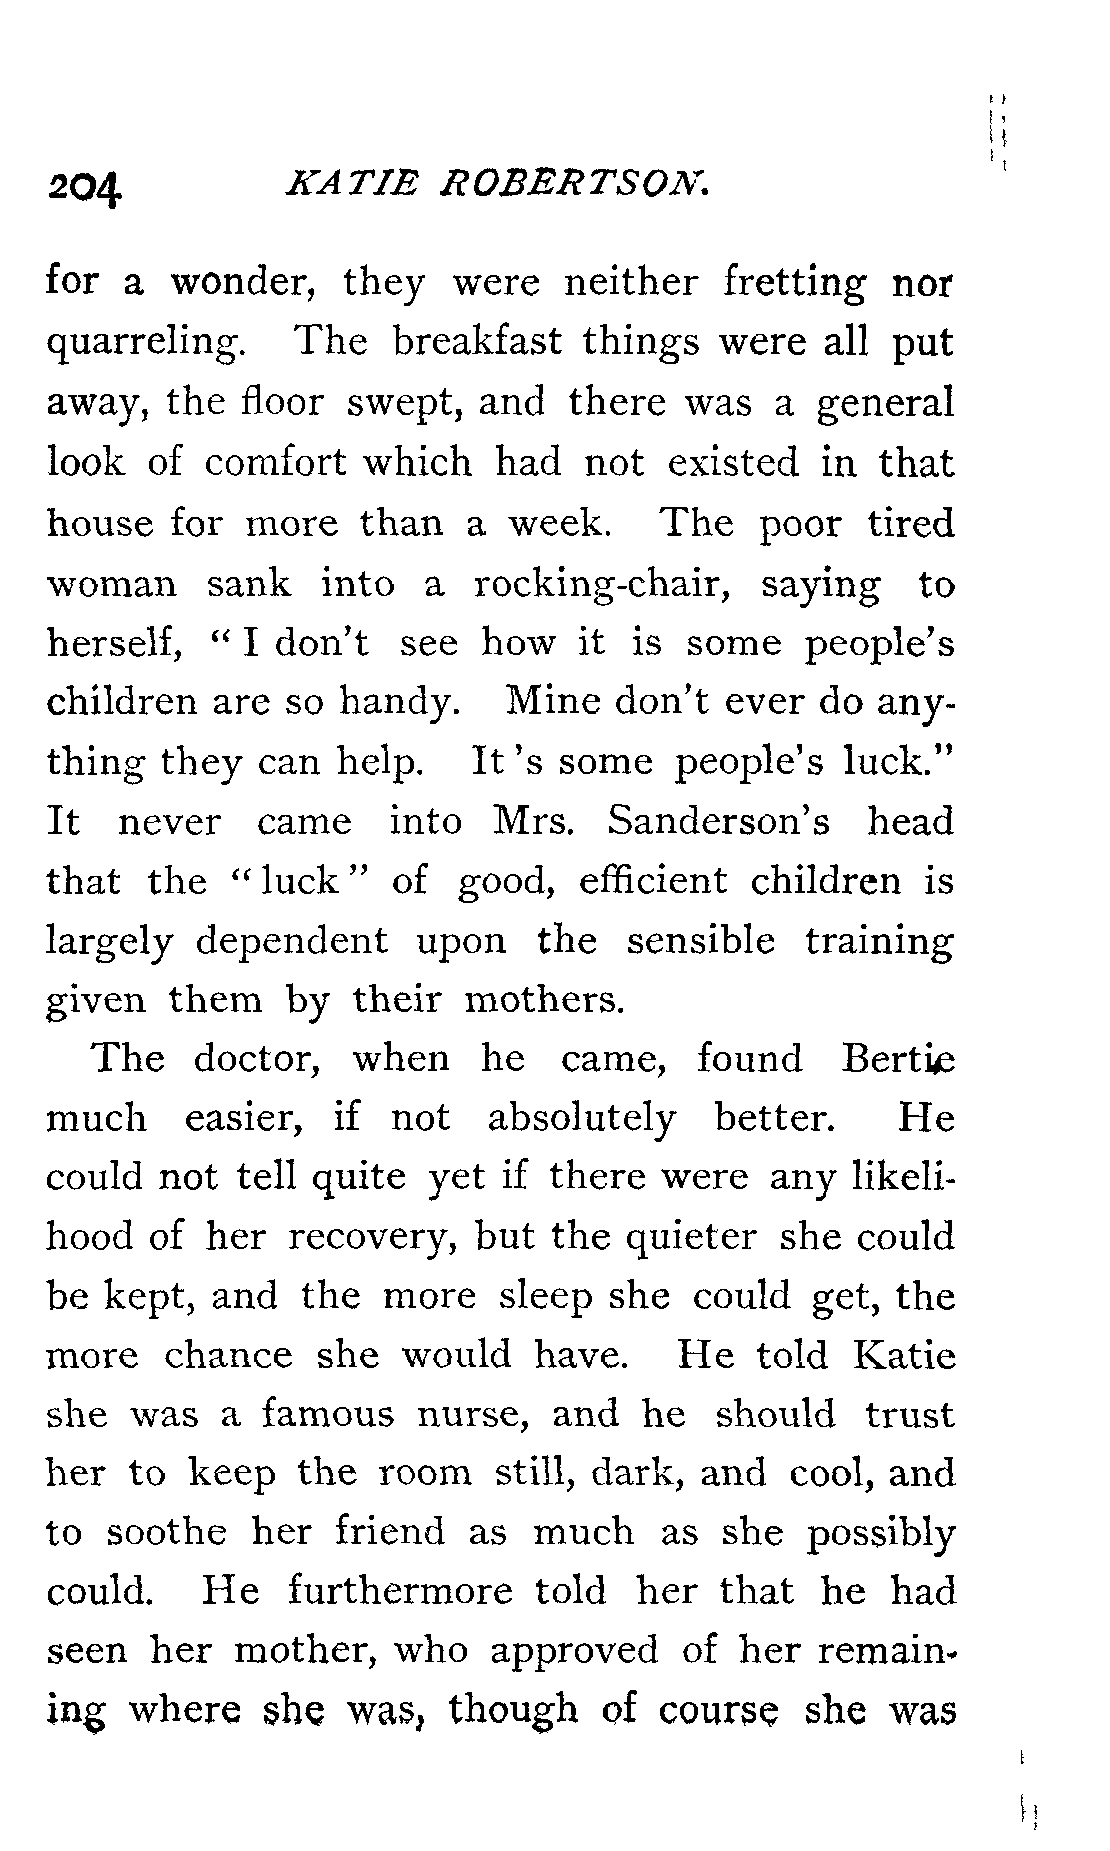 204 KATIE ROBERTSON.
for a wonder, they were neither fretting nor
quarreling. The breakfast things were all put
away, the floor swept, and there was a general
look of comfort which had not existed in that
house for more than a week. The poor tired
woman sank into a rocking-chair, saying to
herself, “ I don't see how it is some people's
children are so handy. Mine don't ever do any-
thing they can help. It 's some people's luck."
It never came into Mrs. Sanderson's head
that the “ luck ” of good, efficient children is
largely dependent upon the sensible training
given them by their mothers.
The doctor, when he came, found Bertie
much easier, if not absolutely better. He
could not tell quite yet if there were any likeli-
hood of her recovery, but the quieter she could
be kept, and the more sleep she could get, the
more chance she would have. He told Katie
she was a famous nurse, and he should trust
her to keep the room still, dark, and cool, and
to soothe her friend as much as she possibly
could. He furthermore told her that he had
seen her mother, who approved of her remain-
ing where she was, though of course she was